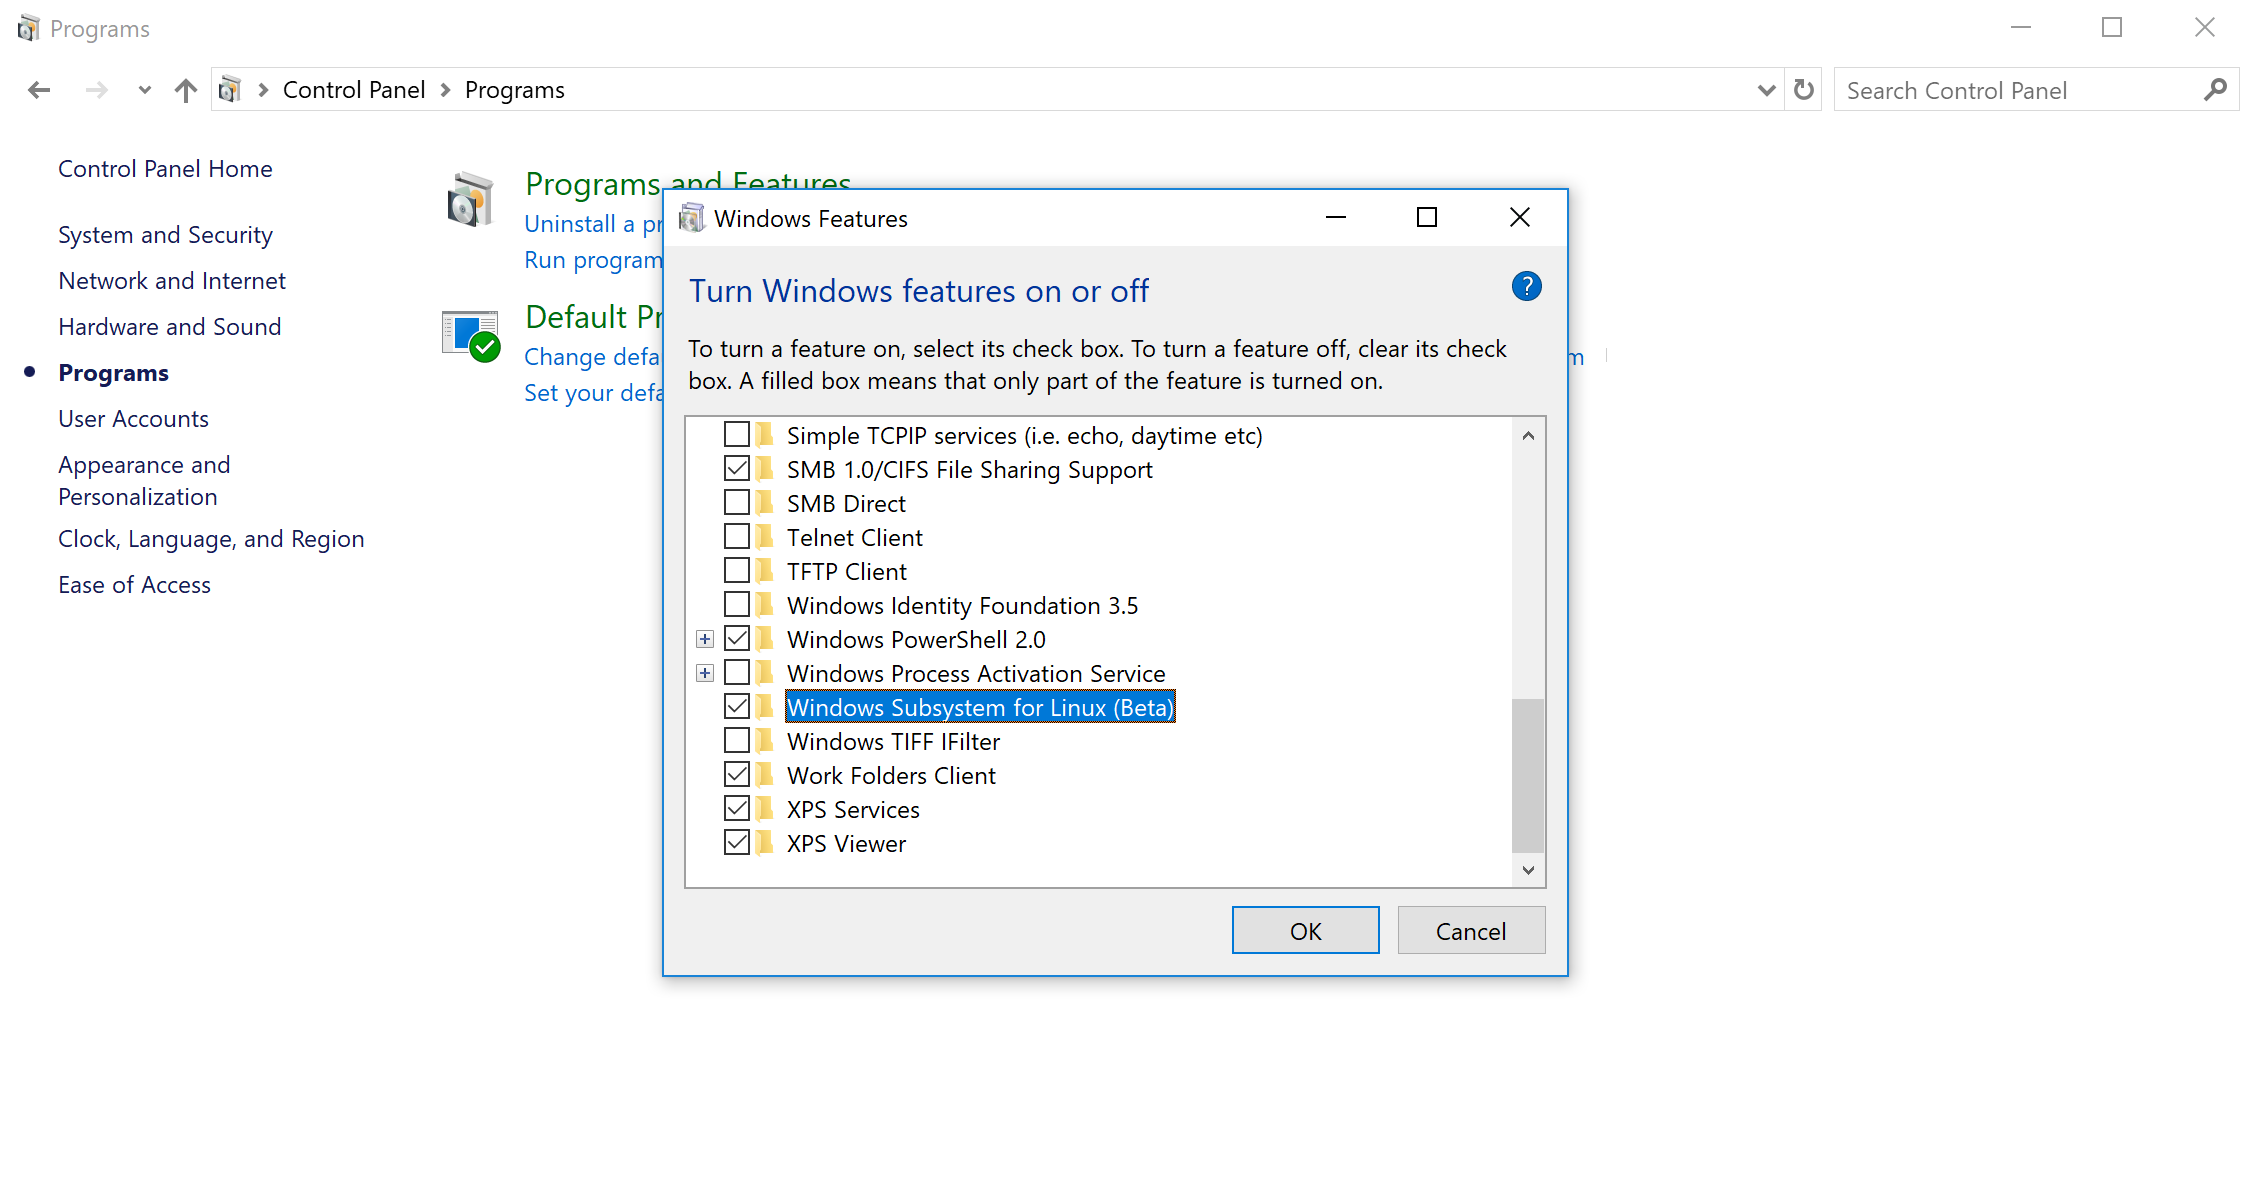 Programs
Control Panel
Programs
Search Control Panel
Control Panel Home
System and Security
Network and Internet
Hardware and Sound
Programs
User Accounts
Appearance and
Personalization
Clock, Language, and Region
Ease of Access
Programs and Features
Uninstall a pr
Run program
Default Pr
Change defa
Set your defa
m
Windows Features
Turn Windows features on or off
?
To turn a feature on, select its check box. To turn a feature off, clear its check
box. A filled box means that only part of the feature is turned on.
Simple TCPIP services (i.e. echo, daytime etc)
SMB 1.0/CIFS File Sharing Support
SMB Direct
Telnet Client
TFTP Client
Windows Identity Foundation 3.5
Windows PowerShell 2.0
Windows Process Activation Service
Windows Subsystem for Linux (Beta)
Windows TIFF IFilter
Work Folders Client
XPS Services
XPS Viewer
OK
Cancel